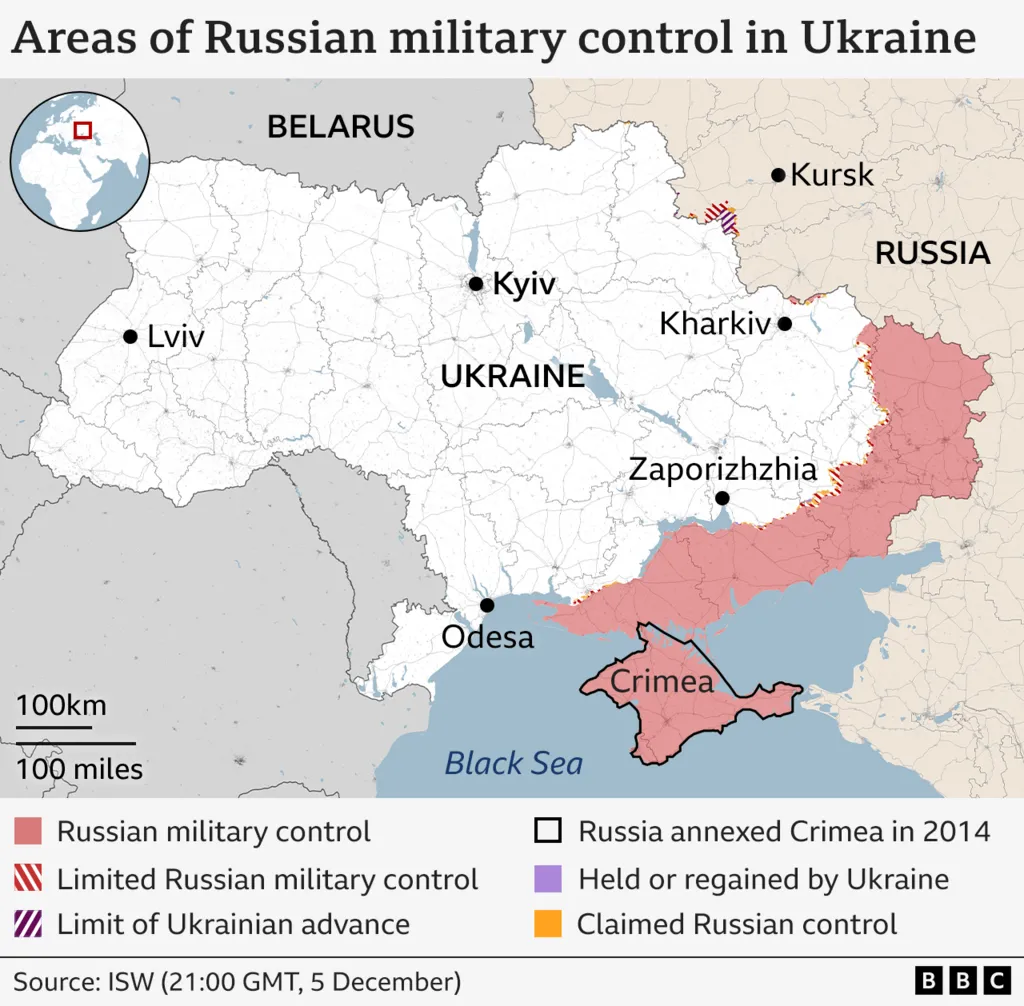 Areas of Russian military control in Ukraine
BELARUS
Kursk
RUSSIA
Kyiv
Lviv
Kharkiv
UKRAINE
Zaporizhzhia
Odesa
Crimea
100km
100 miles
Black Sea
Russian military control
Limited Russian military control
Limit of Ukrainian advance
Russia annexed Crimea in 2014
Held or regained by Ukraine
Claimed Russian control
Source: ISW (21:00 GMT, 5 December)
BBC